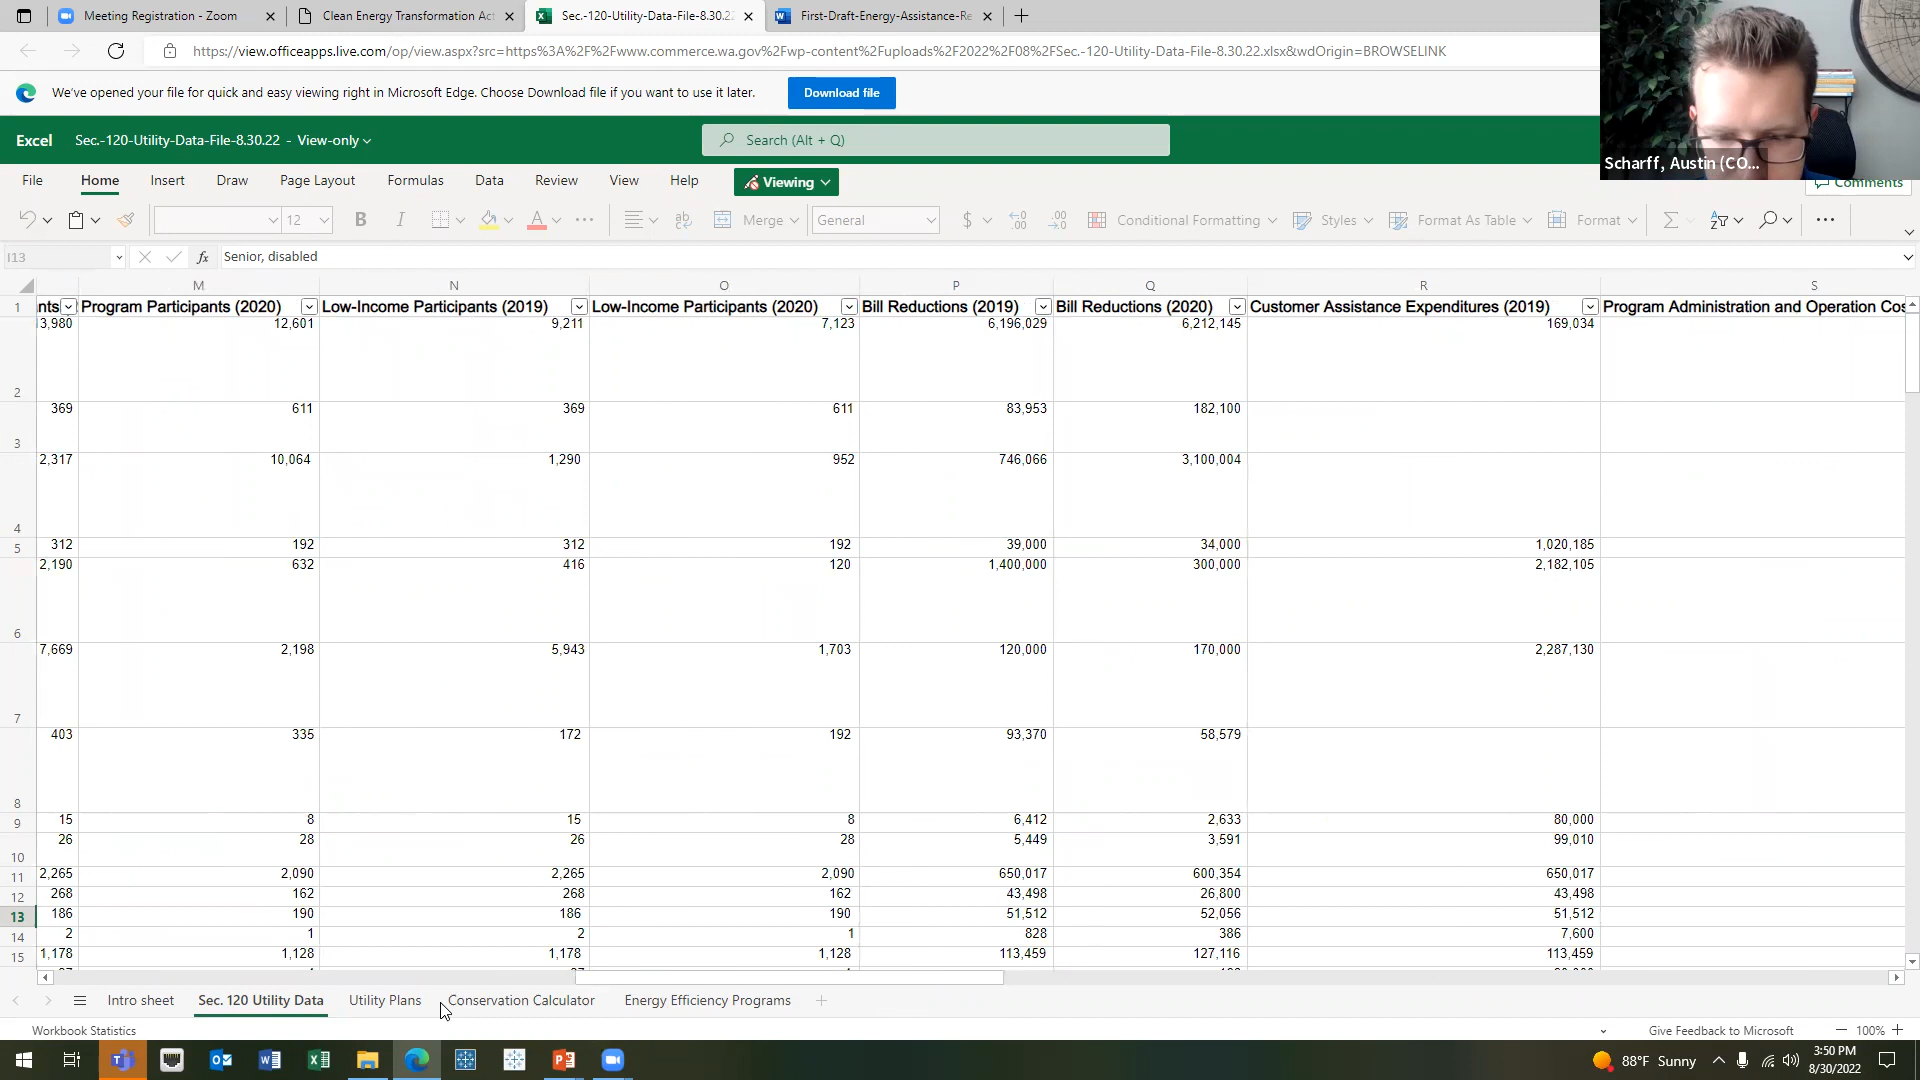 Meeting Registration - Zoom
Clean Energy Transformation Act
Sec.-120-Utility-Data-File-8.30.22
First-Draft-Energy-Assistance-Re
https://view.officeapps.live.com/op/view.aspx?src=https%3A%2F%2Fwww.commerce.wa.gov%2Fwp-content%2Fuploads%2F2022%2F08%2FSec.-120-Utility-Data-File-8.30.22.xlsx&wdOrigin=BROWSELINK
We've opened your file for quick and easy viewing right in Microsoft Edge. Choose Download file if you want to use it later. Download file
Excel Sec.-120-Utility-Data-File-8.30.22 - View-only Search (Alt + Q)
Scharff, Austin (CO...
File Home Insert Draw Page Layout Formulas Data Review View Help Viewing Comments
12 B I Merge General $ Conditional Formatting Styles Format As Table Format
I13 fx Senior, disabled
M N O P Q R S
1 nts Program Participants (2020) Low-Income Participants (2019) Low-Income Participants (2020) Bill Reductions (2019) Bill Reductions (2020) Customer Assistance Expenditures (2019) Program Administration and Operation Cos
2 13,980 12,601 9,211 7,123 6,196,029 6,212,145 169,034
3 369 611 369 611 83,953 182,100
4 2,317 10,064 1,290 952 746,066 3,100,004
5 312 192 312 192 39,000 34,000 1,020,185
6 2,190 632 416 120 1,400,000 300,000 2,182,105
7 7,669 2,198 5,943 1,703 120,000 170,000 2,287,130
8 403 335 172 192 93,370 58,579
9 15 8 15 8 6,412 2,633 80,000
10 26 28 26 28 5,449 3,591 99,010
11 2,265 2,090 2,265 2,090 650,017 600,354 650,017
12 268 162 268 162 43,498 26,800 43,498
13 186 190 186 190 51,512 52,056 51,512
14 2 1 2 1 828 386 7,600
15 1,178 1,128 1,178 1,128 113,459 127,116 113,459
Intro sheet Sec. 120 Utility Data Utility Plans Conservation Calculator Energy Efficiency Programs
Workbook Statistics Give Feedback to Microsoft 100%
88°F Sunny 3:50 PM
8/30/2022